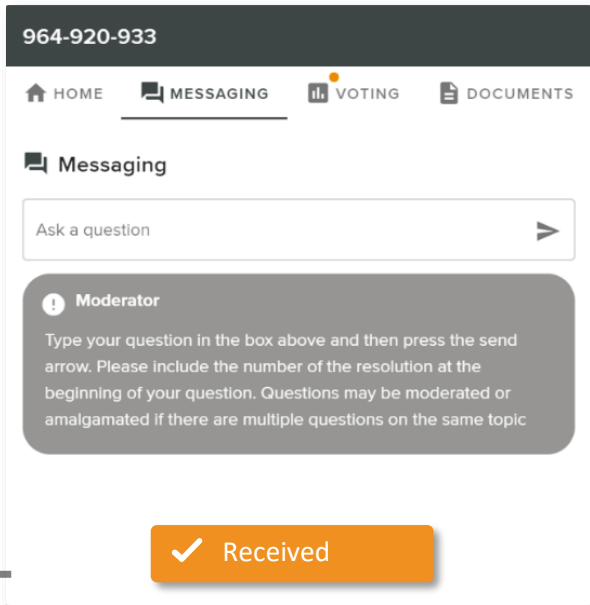 964-920-933
HOME MESSAGING VOTING DOCUMENTS
Messaging
Ask a question
Moderator
Type your question in the box above and then press the send
arrow. Please include the number of the resolution at the
beginning of your question. Questions may be moderated or
amalgamated if there are multiple questions on the same topic
Received